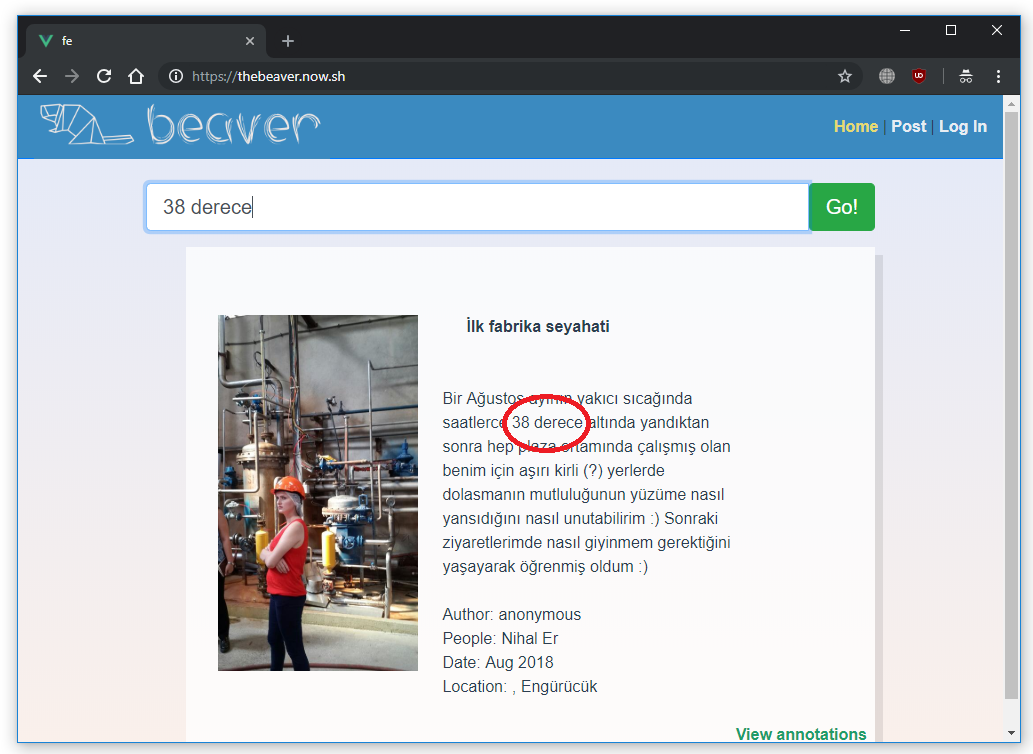 fe
https://thebeaver.now.sh
UO
beaver
Home | Post | Log In
38 derece
Go!
İlk fabrika seyahati
Bir Ağustos ayının yakıcı sıcağında
saatlerce 38 derece altında yandıktan
sonra hep plaza ortamında çalışmış olan
benim için aşırı kirli (?) yerlerde
dolasmanın mutluluğunun yüzüme nasıl
yansıdığını nasıl unutabilirim :) Sonraki
ziyaretlerimde nasıl giyinmem gerektiğini
yaşayarak öğrenmiş oldum :)
Author: anonymous
People: Nihal Er
Date: Aug 2018
Location: , Engürücük
View annotations